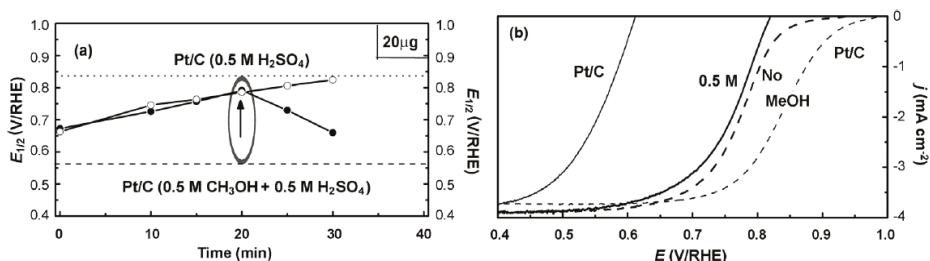 (a)
20μg
Pt/C (0.5 M H₂SO₄)
Pt/C (0.5 M CH₃OH + 0.5 M H₂SO₄)
E₁/₂ (V/RHE)
1.0
0.9
0.8
0.7
0.6
0.5
0.4
0 10 20 30 40
Time (min)
1.0
0.9
0.8
0.7
0.6
0.5
0.4
E₁/₂ (V/RHE)
(b)
Pt/C
0.5 M
No
MeOH
Pt/C
0.4 0.5 0.6 0.7 0.8 0.9 1.0
E (V/RHE)
0
-1
-2
-3
-4
j (mA cm⁻²)